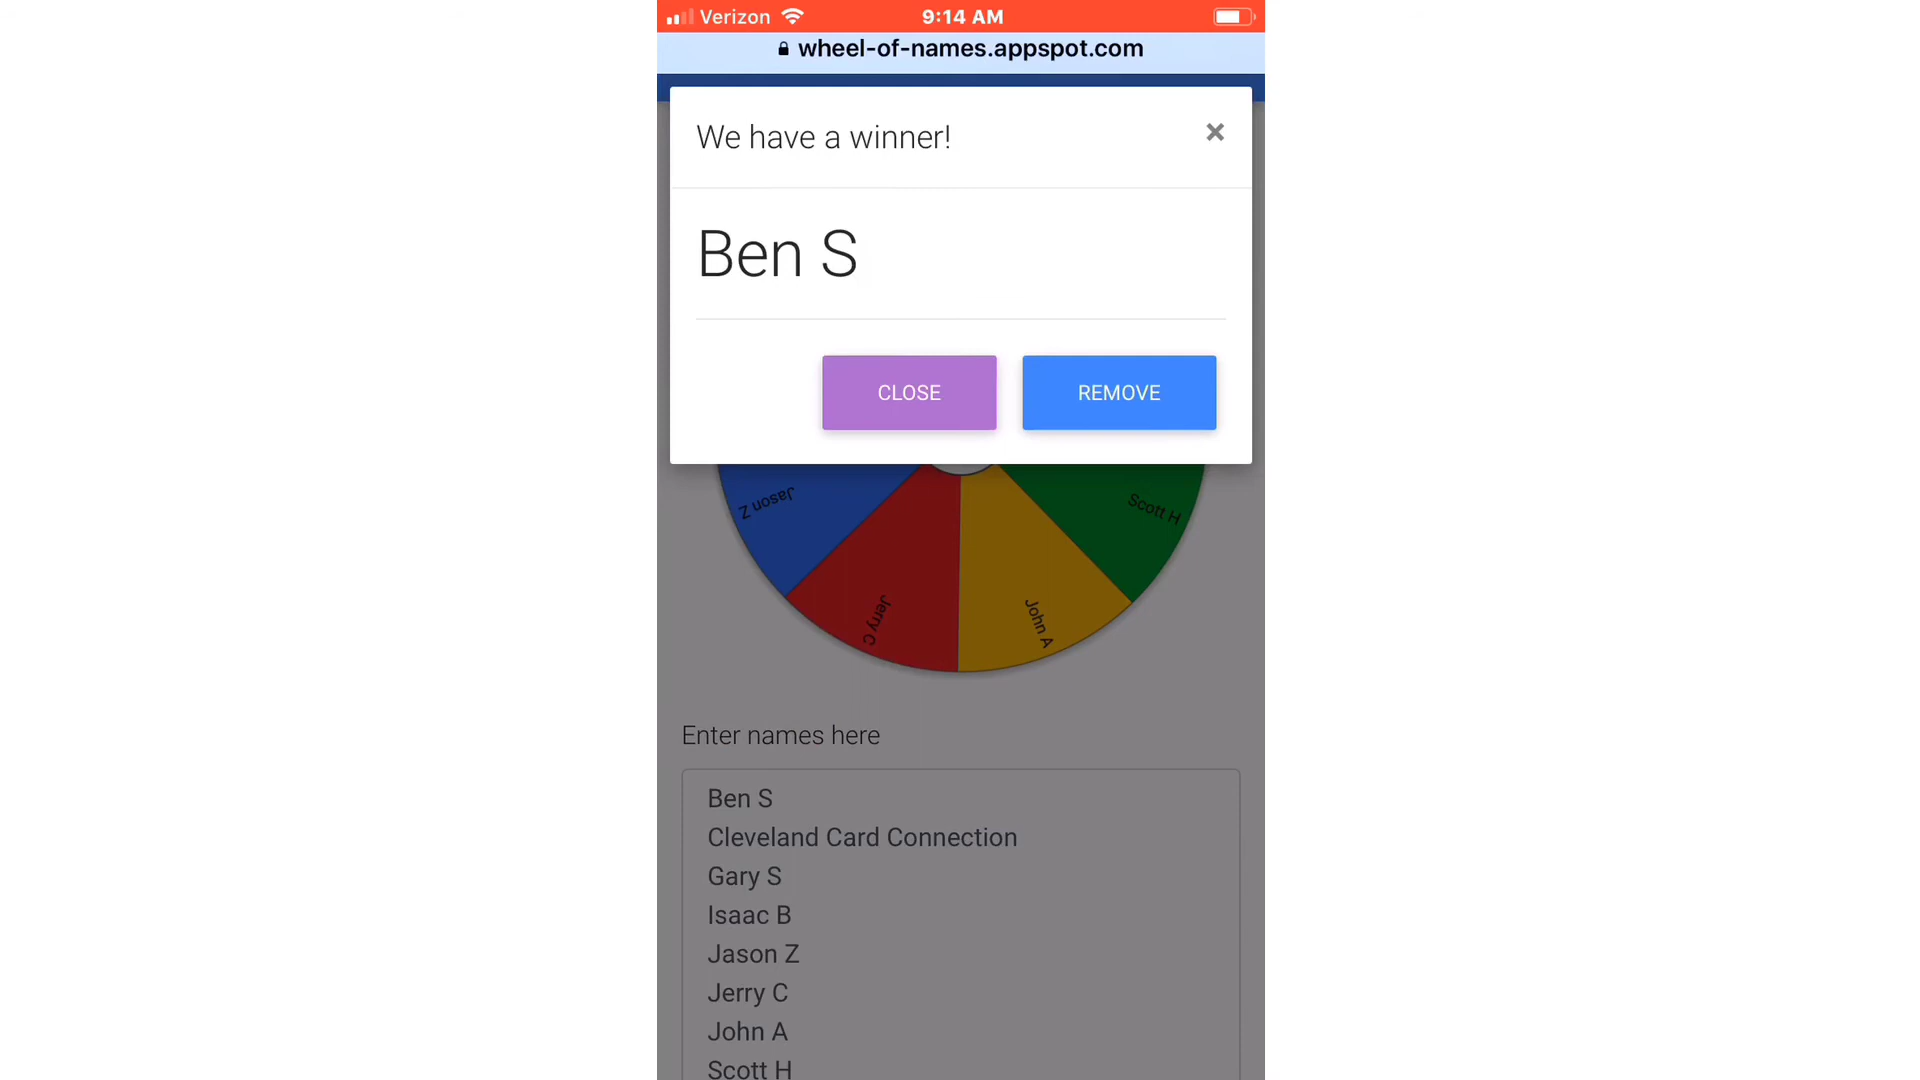 Verizon 9:14 AM
wheel-of-names.appspot.com
We have a winner!
×
Ben S
CLOSE REMOVE
Jason Z
Scott H
Jerry C
John A
Enter names here
Ben S
Cleveland Card Connection
Gary S
Isaac B
Jason Z
Jerry C
John A
Scott H